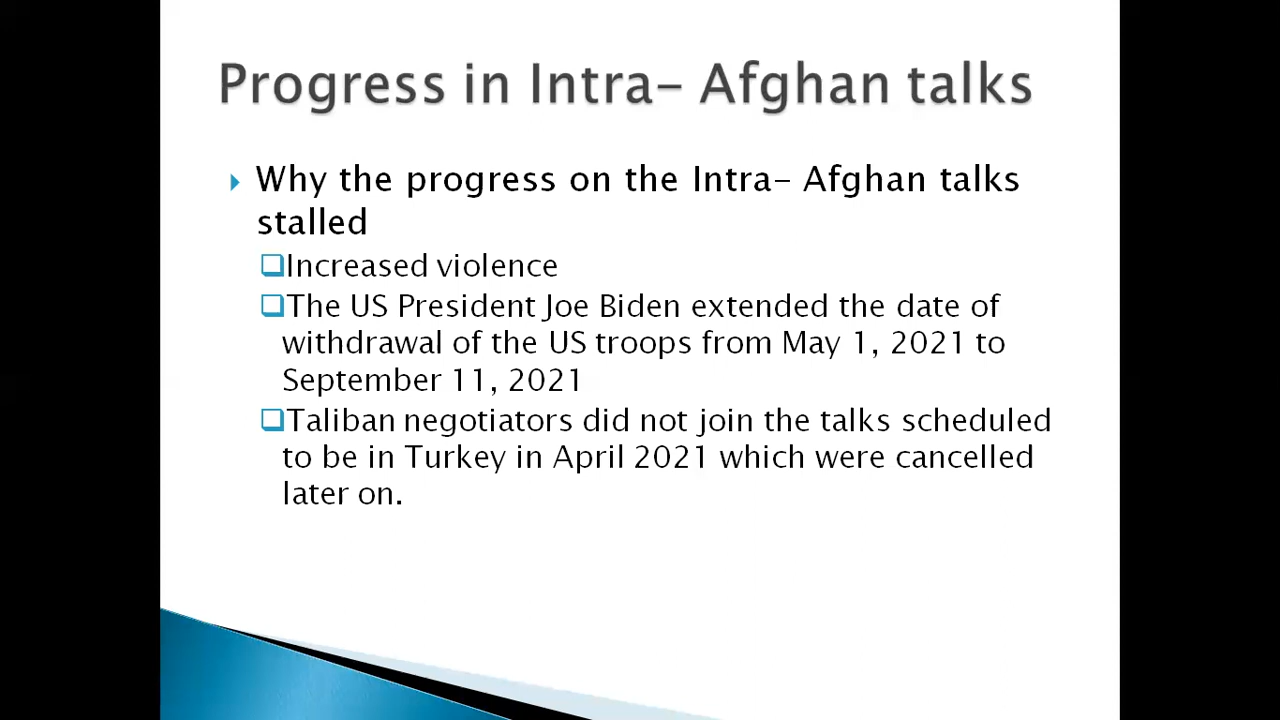 Progress in Intra- Afghan talks
Why the progress on the Intra- Afghan talks
stalled
Increased violence
The US President Joe Biden extended the date of
withdrawal of the US troops from May 1, 2021 to
September 11, 2021
Taliban negotiators did not join the talks scheduled
to be in Turkey in April 2021 which were cancelled
later on.